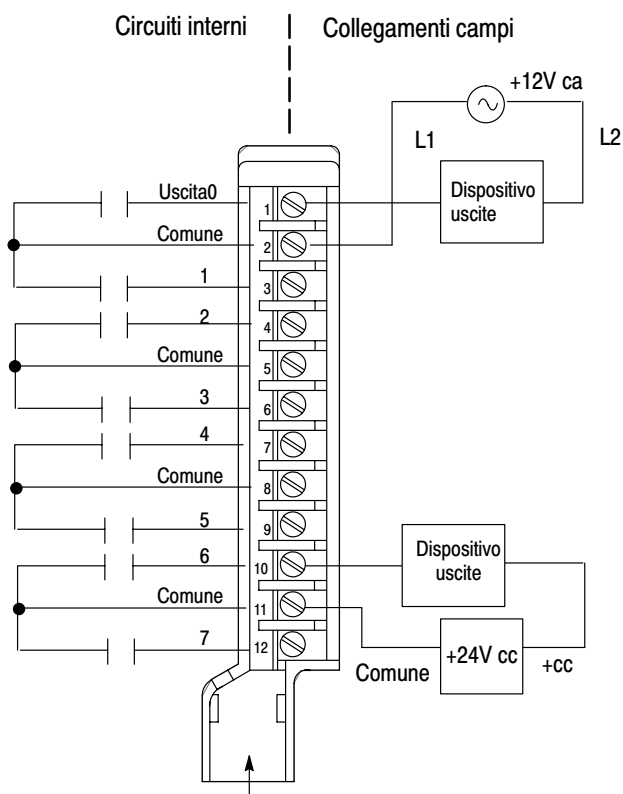 Circuiti interni
Collegamenti campi
+12V ca
L1
L2
Uscita0
1
Dispositivo
uscite
Comune
2
1
3
2
4
Comune
5
3
6
4
7
Comune
8
5
9
6
10
Dispositivo
uscite
Comune
11
7
12
Comune
+24V cc
+cc